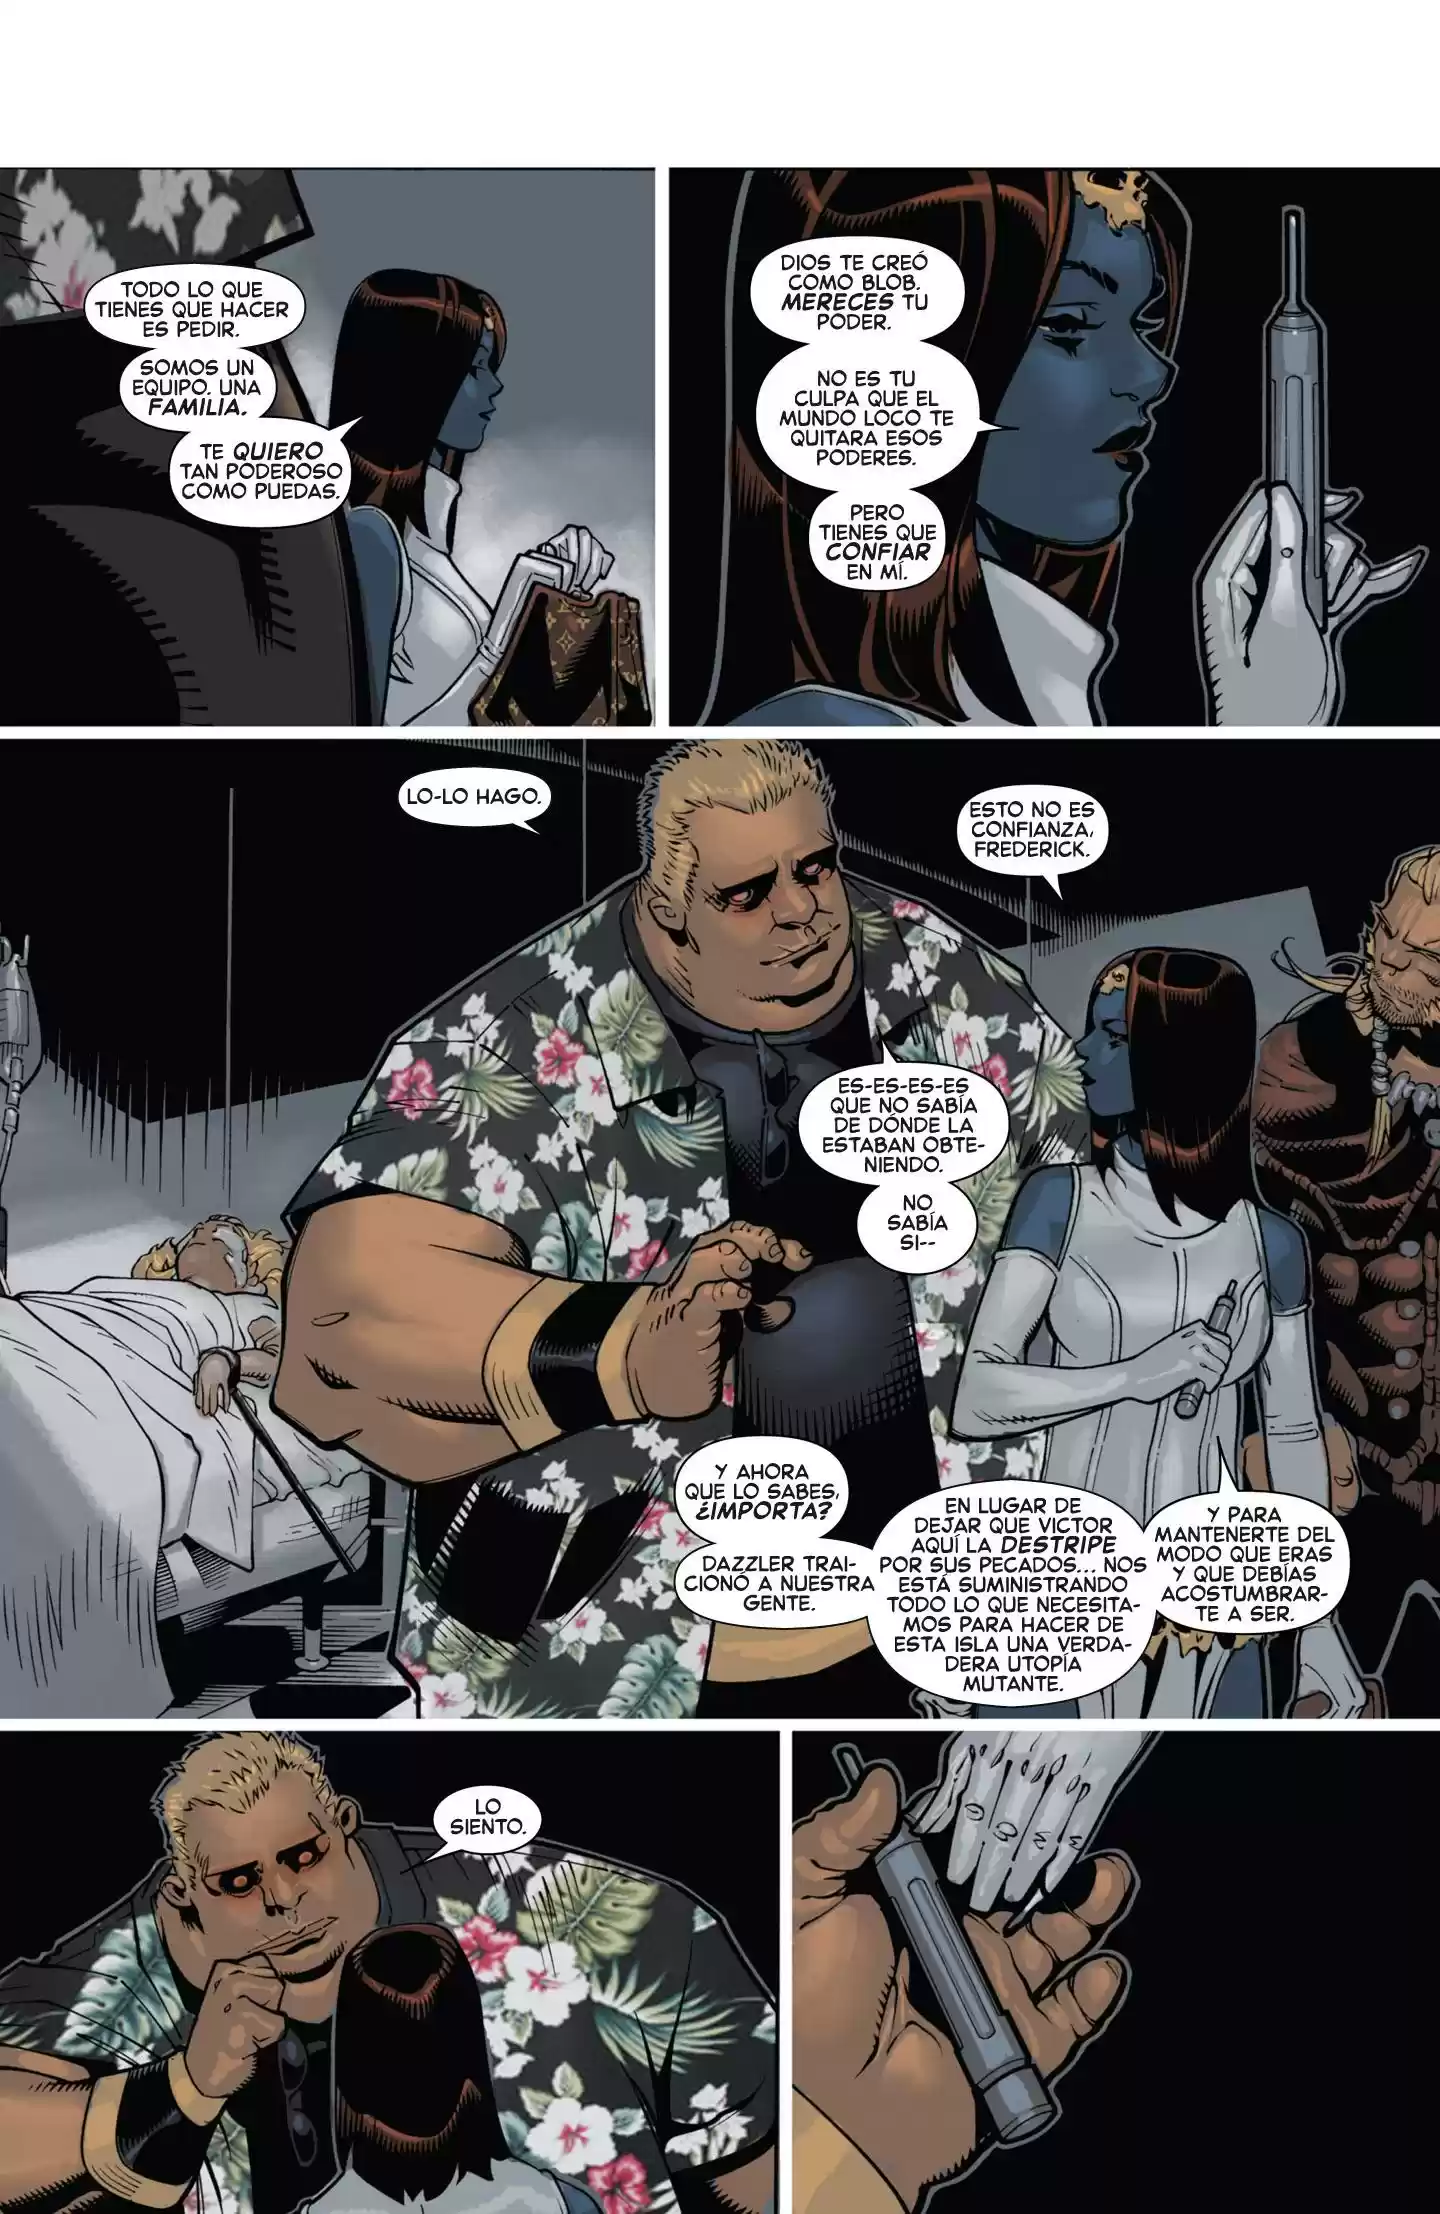 TODO LO QUE
TIENES QUE HACER
ES PEDIR.
SOMOS UN
EQUIPO. UNA
FAMILIA.
TE QUIERO
TAN PODEROSO
COMO PUEDAS.
DIOS TE CREÓ
COMO BLOB.
MERECES TU
PODER.
NO ES TU
CULPA QUE EL
MUNDO LOCO TE
QUITARA ESOS
PODERES.
PERO
TIENES QUE
CONFIAR
EN MÍ.
LO-LO HAGO.
ESTO NO ES
CONFIANZA,
FREDERICK.
ES-ES-ES-ES
QUE NO SABÍA
DE DÓNDE LA
ESTABAN OBTE-
NIENDO.
NO
SABÍA
SI--
Y AHORA
QUE LO SABES,
¿IMPORTA?
DAZZLER TRAI-
CIONÓ A NUESTRA
GENTE.
EN LUGAR DE
DEJAR QUE VICTOR
AQUÍ LA DESTRIPE
POR SUS PECADOS... NOS
ESTÁ SUMINISTRANDO
TODO LO QUE NECESITA-
MOS PARA HACER DE
ESTA ISLA UNA VERDA-
DERA UTOPÍA
MUTANTE.
Y PARA
MANTENERTE DEL
MODO QUE ERAS
Y QUE DEBÍAS
ACOSTUMBRAR-
TE A SER.
LO
SIENTO.